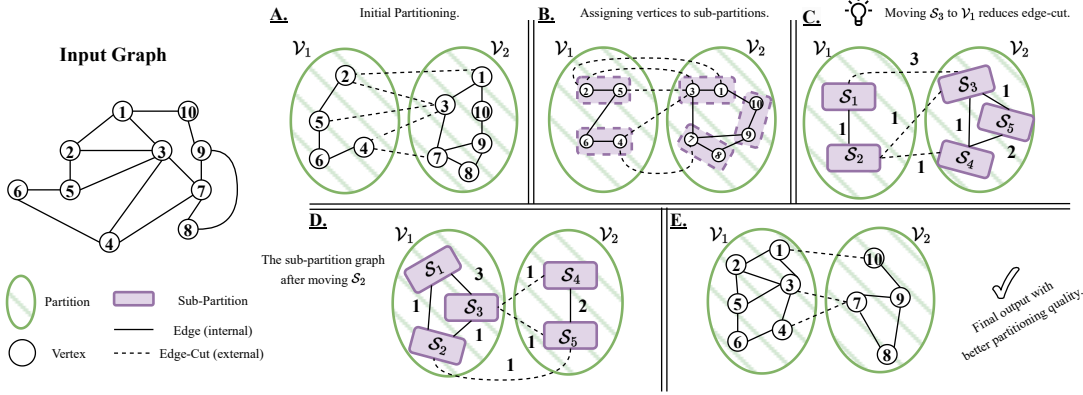 Input Graph
1
10
2
3
9
6
5
7
4
8
Partition
Sub-Partition
Edge (internal)
Vertex
Edge-Cut (external)
A.
Initial Partitioning.
𝒱1
𝒱2
2
1
3
5
10
4
6
7
9
8
B.
Assigning vertices to sub-partitions.
𝒱1
𝒱2
2
5
3
1
10
6
4
7
9
8
C.
Moving 𝒮3 to 𝒱1 reduces edge-cut.
𝒱1
𝒱2
3
𝒮1
𝒮3
1
1
1
1
𝒮5
𝒮2
𝒮4
2
1
D.
𝒱1
𝒱2
The sub-partition graph
after moving 𝒮2
𝒮1
3
1
𝒮4
1
𝒮3
2
1
1
𝒮2
𝒮5
1
E.
𝒱1
𝒱2
1
10
2
3
5
7
9
4
6
8
Final output with
better partitioning quality.